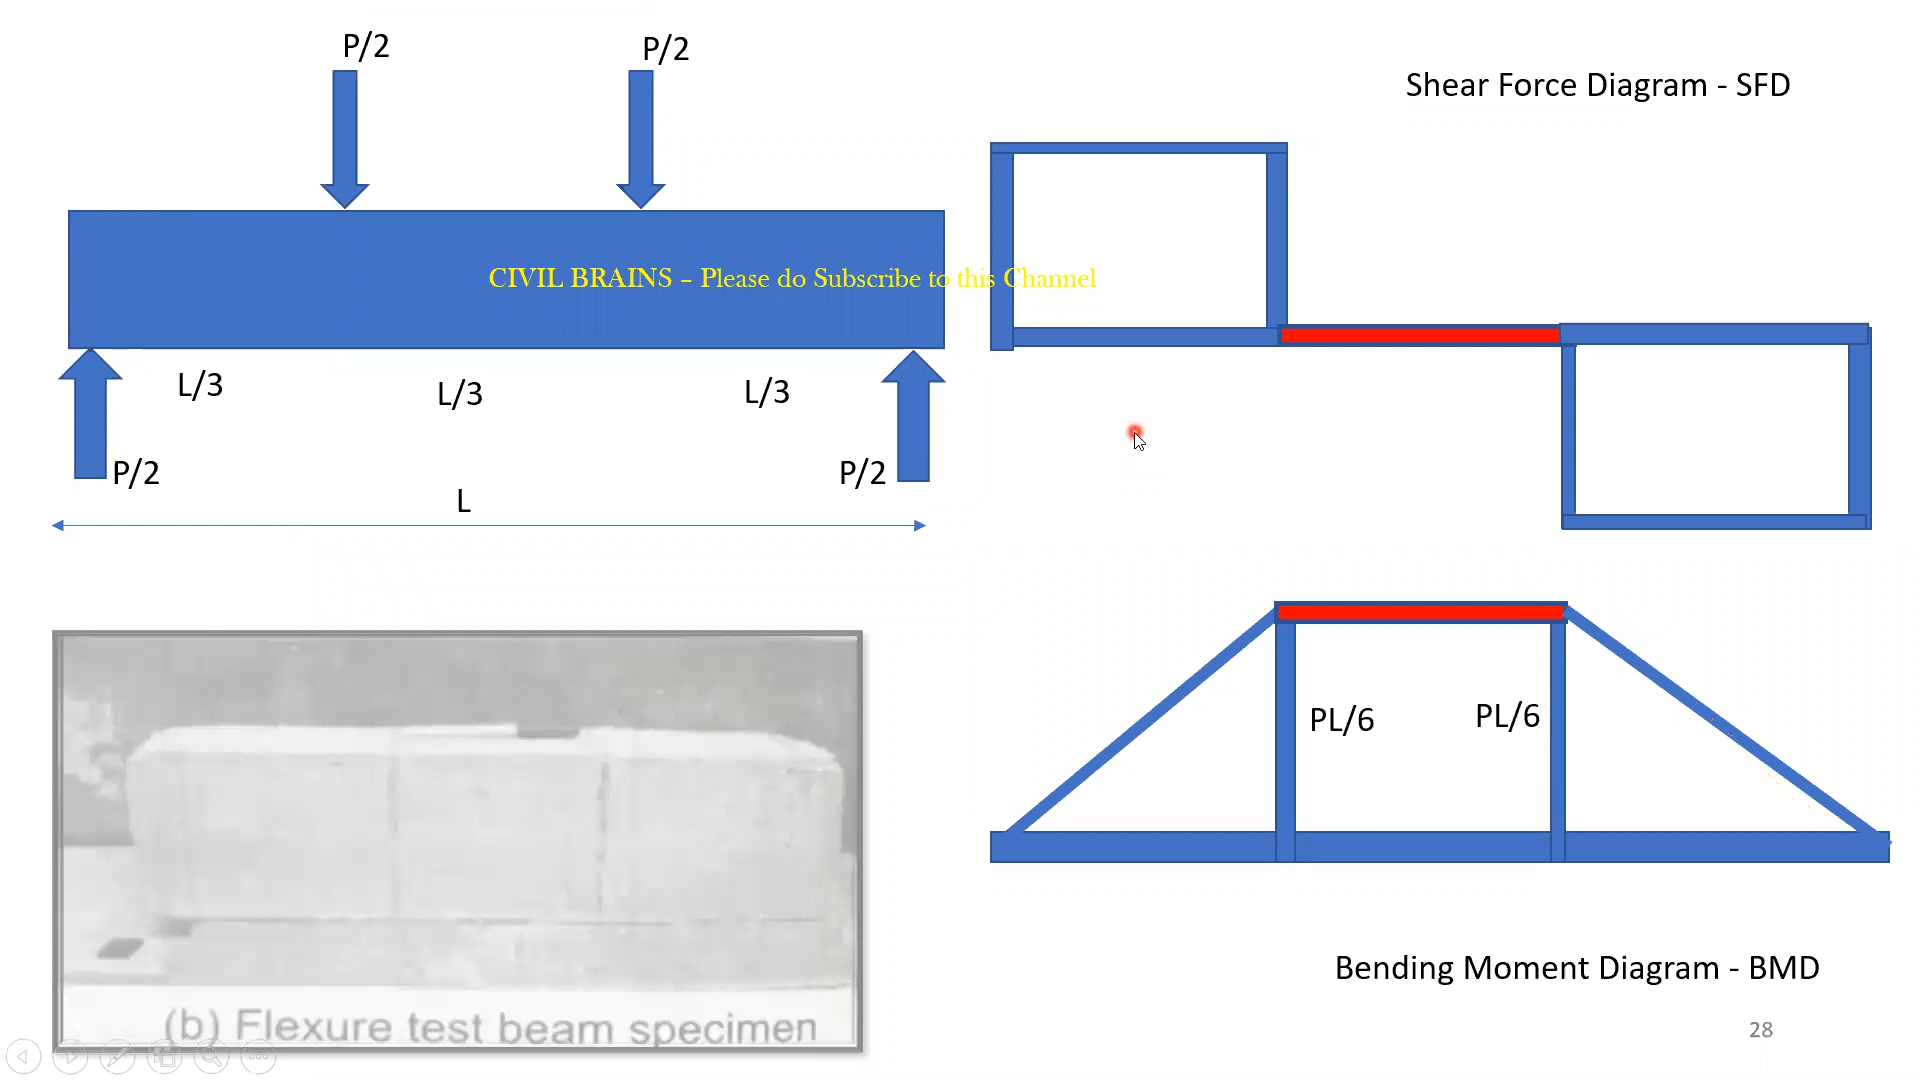 P/2
P/2
Shear Force Diagram - SFD
CIVIL BRAINS – Please do Subscribe to this Channel
L/3
L/3
L/3
P/2
P/2
L
PL/6
PL/6
Bending Moment Diagram - BMD
(b) Flexure test beam specimen
28